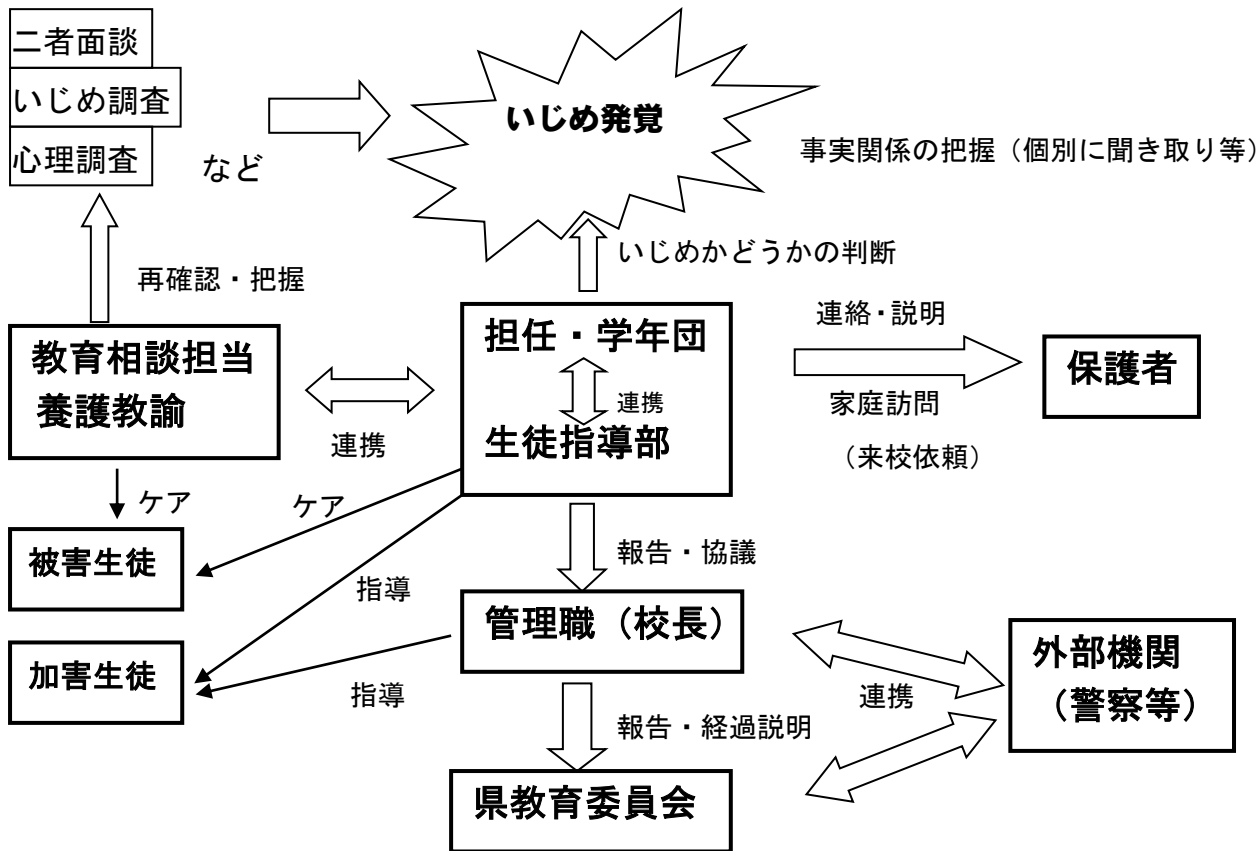 二者面談
いじめ調査
心理調査
など
いじめ発覚
事実関係の把握（個別に聞き取り等）
いじめかどうかの判断
再確認・把握
教育相談担当
養護教諭
連携
担任・学年団
連携
生徒指導部
連絡・説明
家庭訪問
（来校依頼）
保護者
ケア
ケア
被害生徒
指導
加害生徒
指導
報告・協議
管理職（校長）
連携
外部機関
（警察等）
報告・経過説明
県教育委員会